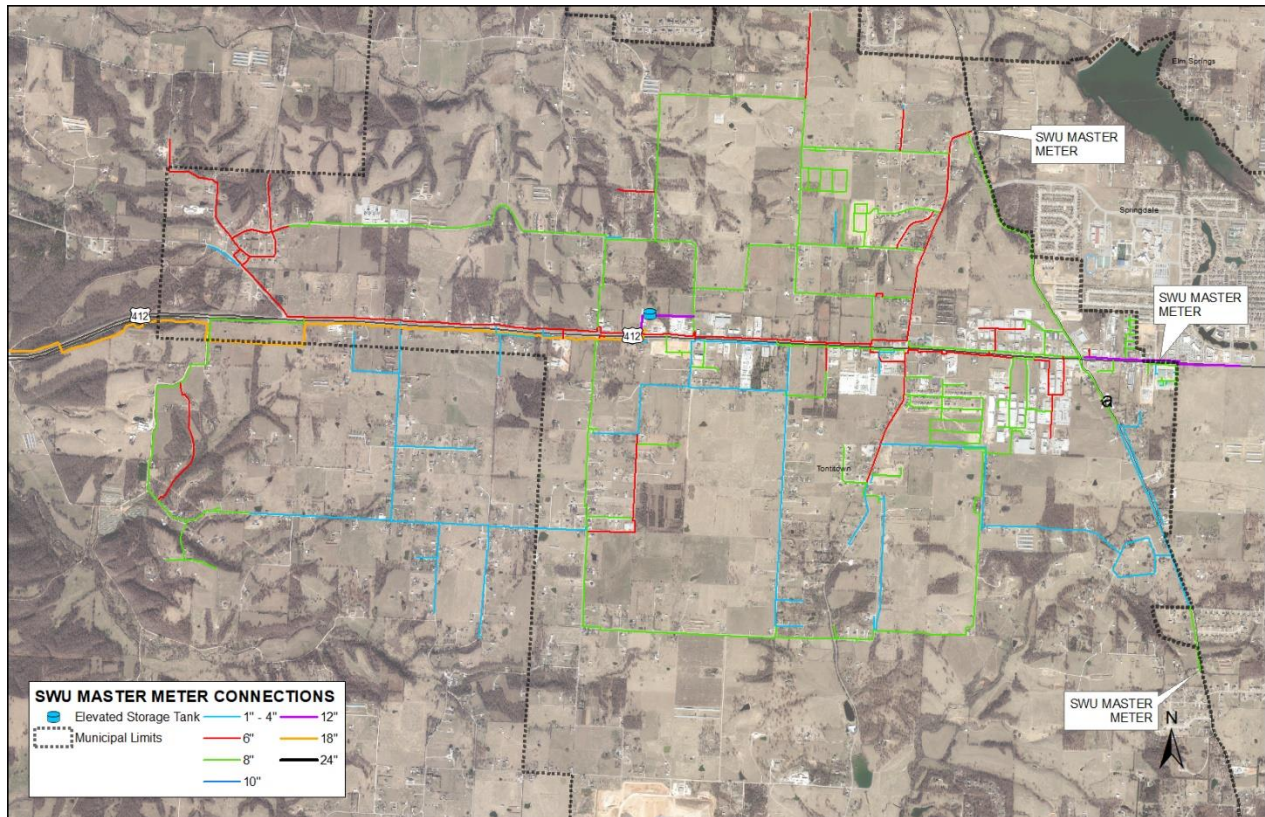 Elm Springs
SWU MASTER
METER
Springdale
SWU MASTER
METER
412
412
Tontitown
SWU MASTER
METER
N
SWU MASTER METER CONNECTIONS
Elevated Storage Tank
Municipal Limits
1" - 4"
6"
8"
10"
12"
18"
24"